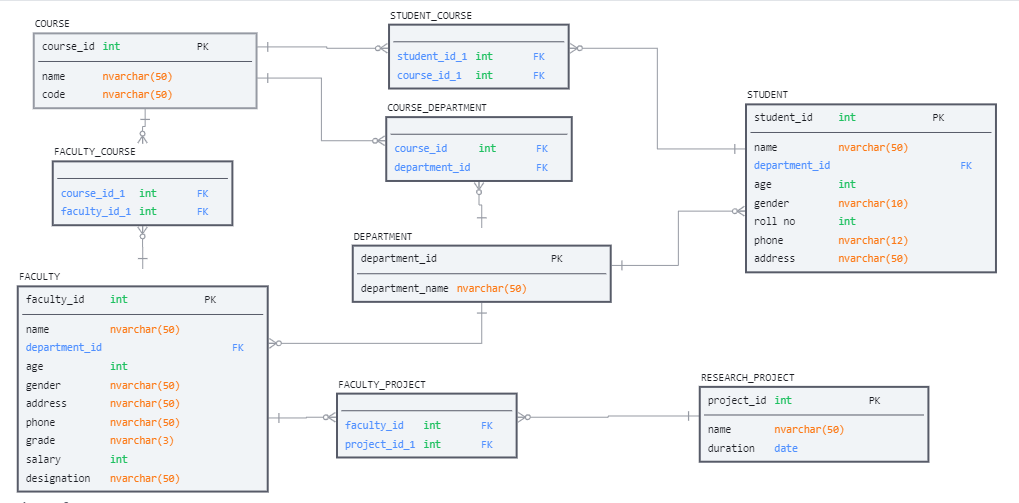 COURSE
course_id int PK
name nvarchar(50)
code nvarchar(50)
STUDENT_COURSE
student_id_1 int FK
course_id_1 int FK
COURSE_DEPARTMENT
course_id int FK
department_id FK
STUDENT
student_id int PK
name nvarchar(50)
department_id FK
age int
gender nvarchar(10)
roll no int
phone nvarchar(12)
address nvarchar(50)
FACULTY_COURSE
course_id_1 int FK
faculty_id_1 int FK
DEPARTMENT
department_id PK
department_name nvarchar(50)
FACULTY
faculty_id int PK
name nvarchar(50)
department_id FK
age int
gender nvarchar(50)
address nvarchar(50)
phone nvarchar(50)
grade nvarchar(3)
salary int
designation nvarchar(50)
FACULTY_PROJECT
faculty_id int FK
project_id_1 int FK
RESEARCH_PROJECT
project_id int PK
name nvarchar(50)
duration date